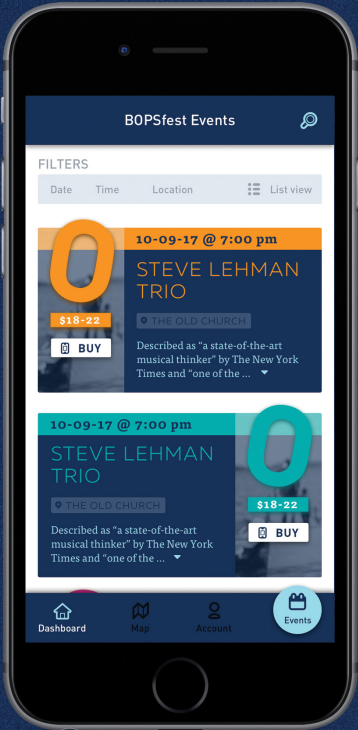 BOPSfest Events
FILTERS
Date Time Location List view
O
10-09-17 @ 7:00 pm
STEVE LEHMAN
TRIO
THE OLD CHURCH
$18-22
BUY
Described as “a state-of-the-art
musical thinker” by The New York
Times and “one of the ...
10-09-17 @ 7:00 pm
STEVE LEHMAN
TRIO
THE OLD CHURCH
Described as “a state-of-the-art
musical thinker” by The New York
Times and “one of the ...
O
$18-22
BUY
Dashboard
Map
Account
Events